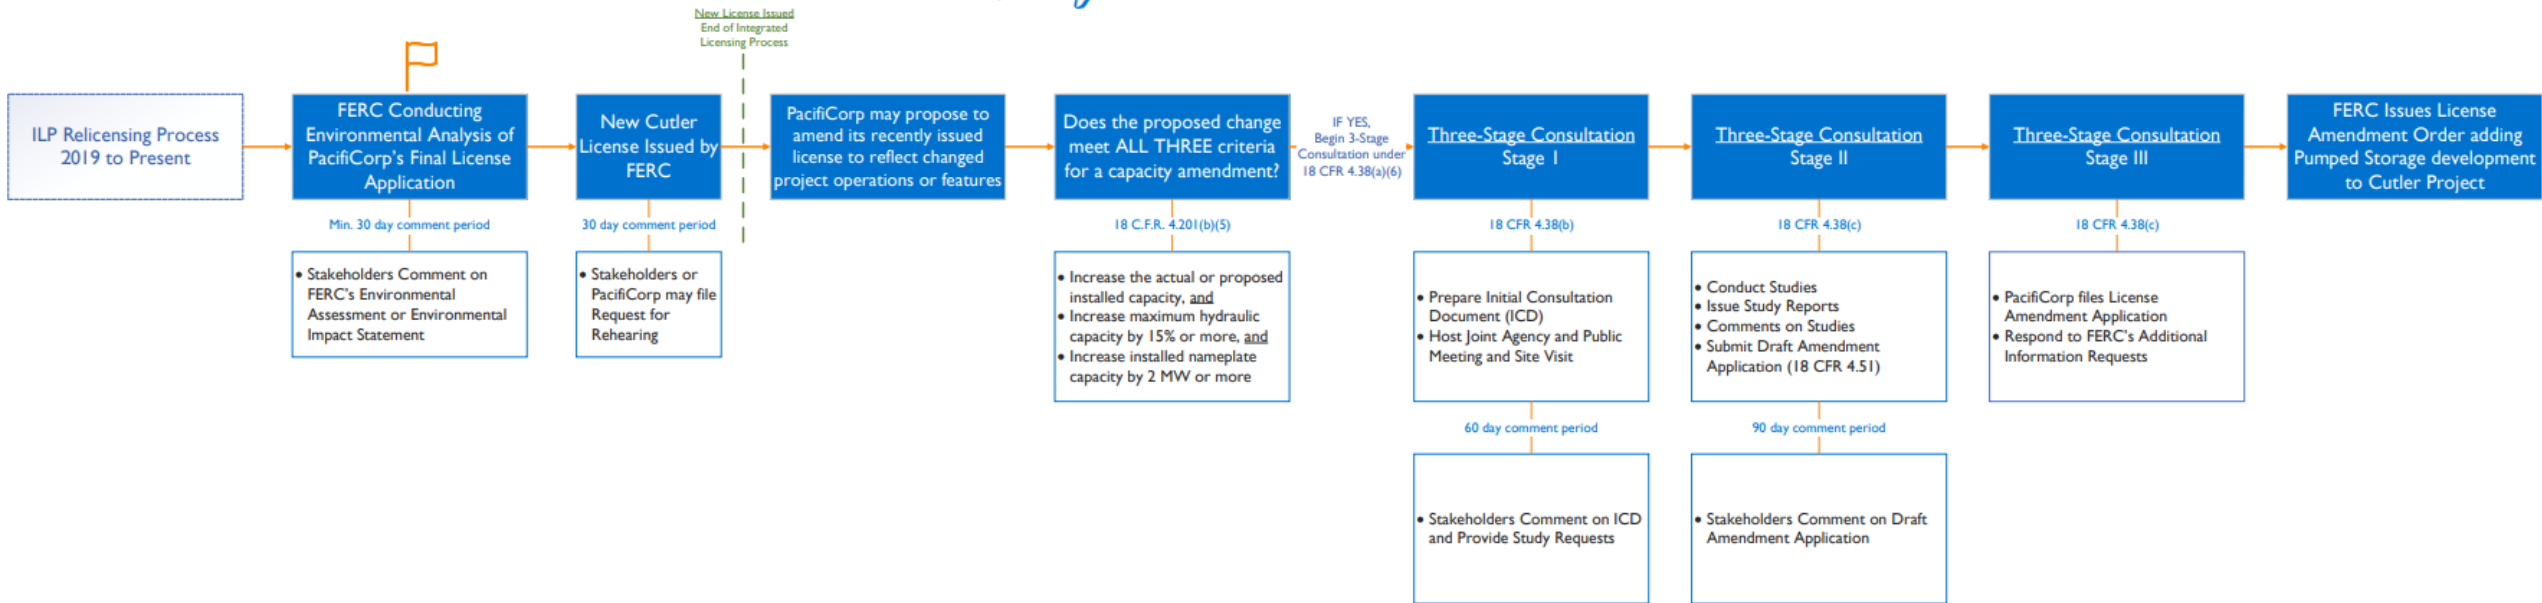 New License Issued
End of Integrated
Licensing Process
ILP Relicensing Process
2019 to Present
FERC Conducting
Environmental Analysis of
PacifiCorp's Final License
Application
Min. 30 day comment period
• Stakeholders Comment on
FERC's Environmental
Assessment or Environmental
Impact Statement
New Cutler
License Issued by
FERC
30 day comment period
• Stakeholders or
PacifiCorp may file
Request for
Rehearing
PacifiCorp may propose to
amend its recently issued
license to reflect changed
project operations or features
Does the proposed change
meet ALL THREE criteria
for a capacity amendment?
18 C.F.R. 4.201(b)(5)
• Increase the actual or proposed
installed capacity, and
• Increase maximum hydraulic
capacity by 15% or more, and
• Increase installed nameplate
capacity by 2 MW or more
IF YES,
Begin 3-Stage
Consultation under
18 CFR 4.38(a)(6)
Three-Stage Consultation
Stage I
18 CFR 4.38(b)
• Prepare Initial Consultation
Document (ICD)
• Host Joint Agency and Public
Meeting and Site Visit
60 day comment period
• Stakeholders Comment on ICD
and Provide Study Requests
Three-Stage Consultation
Stage II
18 CFR 4.38(c)
• Conduct Studies
• Issue Study Reports
• Comments on Studies
• Submit Draft Amendment
Application (18 CFR 4.51)
90 day comment period
• Stakeholders Comment on Draft
Amendment Application
Three-Stage Consultation
Stage III
18 CFR 4.38(c)
• PacifiCorp files License
Amendment Application
• Respond to FERC's Additional
Information Requests
FERC Issues License
Amendment Order adding
Pumped Storage development
to Cutler Project